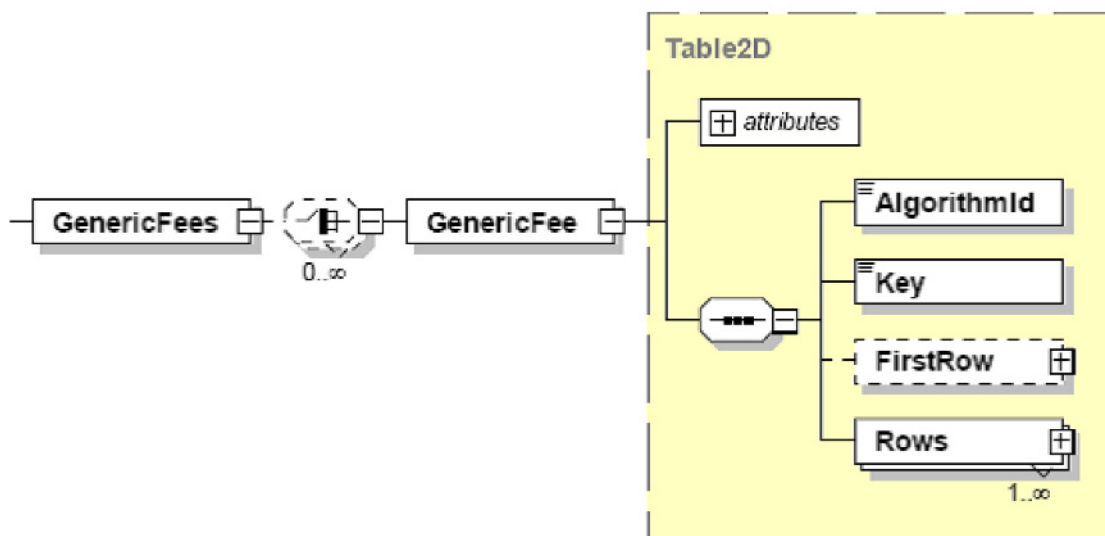 Table2D
attributes
AlgorithmId
GenericFees
GenericFee
0..∞
Key
FirstRow
Rows
1..∞